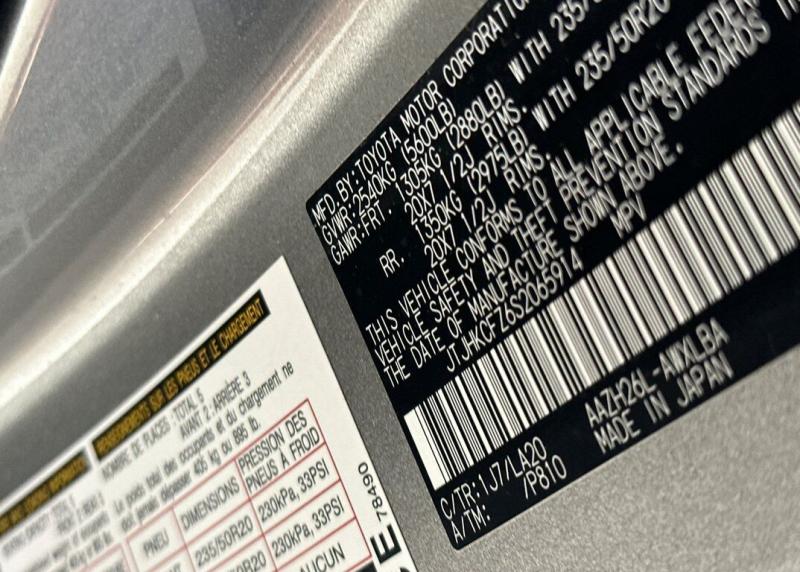 MFD.BY:TOYOTA MOTOR CORPORATION
GVWR:2540KG (5600LB)
GAWR:FRT. 1305KG (2880LB) WITH 235/50R20
20X7 1/2J RIMS.
RR. 1350KG (2975LB) WITH 235/50R20
20X7 1/2J RIMS.
THIS VEHICLE CONFORMS TO ALL APPLICABLE
VEHICLE SAFETY AND THEFT PREVENTION STANDARDS
THE DATE OF MANUFACTURE SHOWN ABOVE.
JTJHKCFZ6S2065914 MPV
C/TR:1J7/LA20 AAZH26L-AWXLBA
A/TM: /P810 MADE IN JAPAN
RENSEIGNEMENTS SUR LES PNEUS ET LE CHARGEMENT
NOMBRE DE PLACES :TOTAL 5
AVANT 2 :ARRIÈRE 3
Le poids total des occupants et du chargement ne
doit jamais dépasser 405 kg ou 895 lb.
PNEU DIMENSIONS PRESSION DES
PNEUS À FROID
235/50R20 230kPa, 33PSI
230kPa, 33PSI
AUCUN
78490